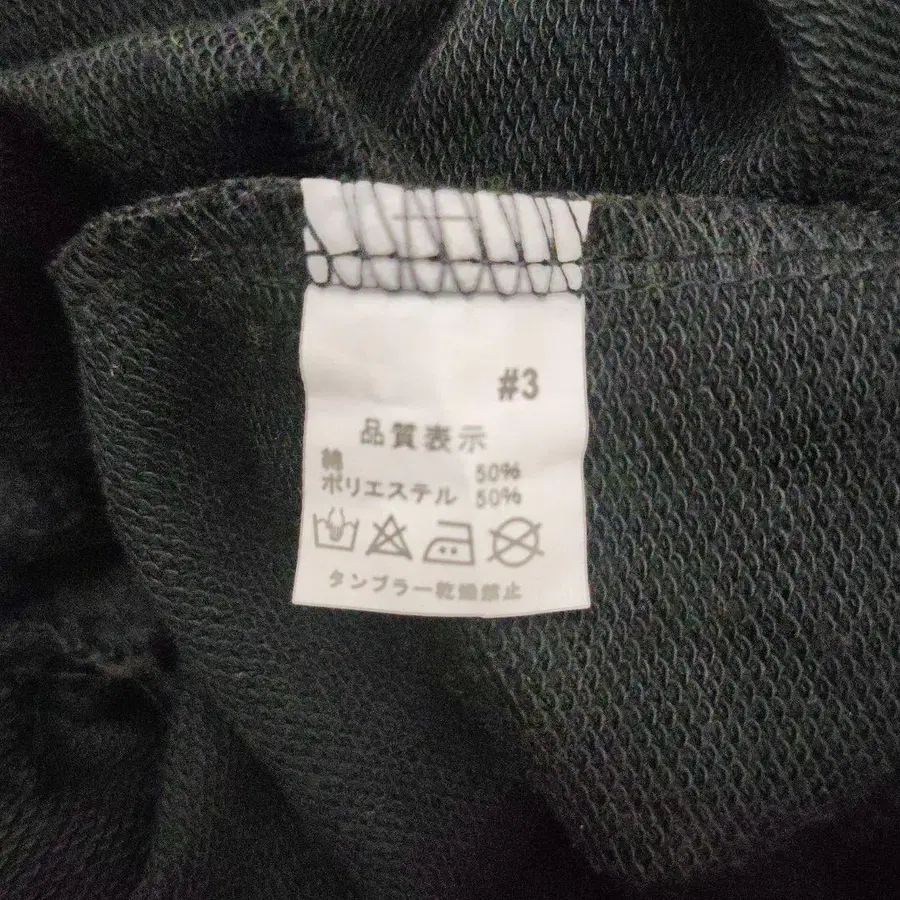 #3
品質表示
綿 50%
ポリエステル 50%
タンブラー乾燥禁止